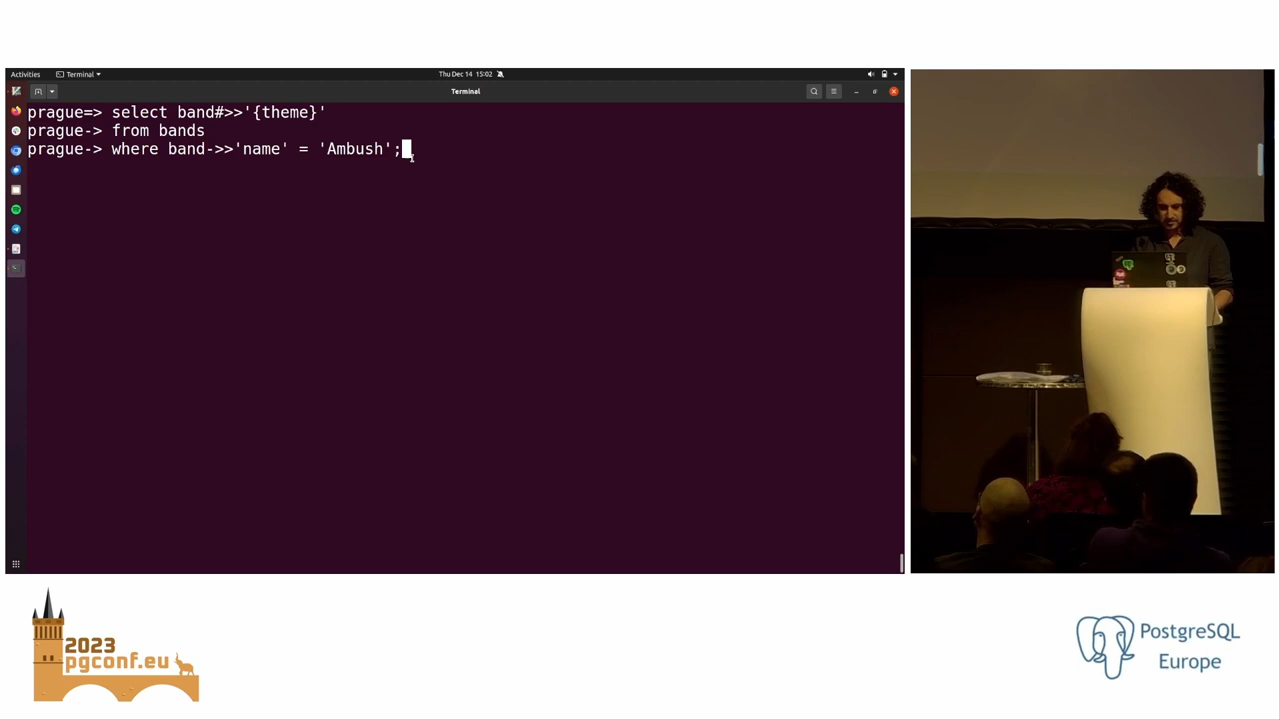 Activities
Terminal
Thu Dec 14 15:02
Terminal
prague=> select band#>>'{theme}'
prague-> from bands
prague-> where band->>'name' = 'Ambush';
2023
pgconf.eu
PostgreSQL
Europe